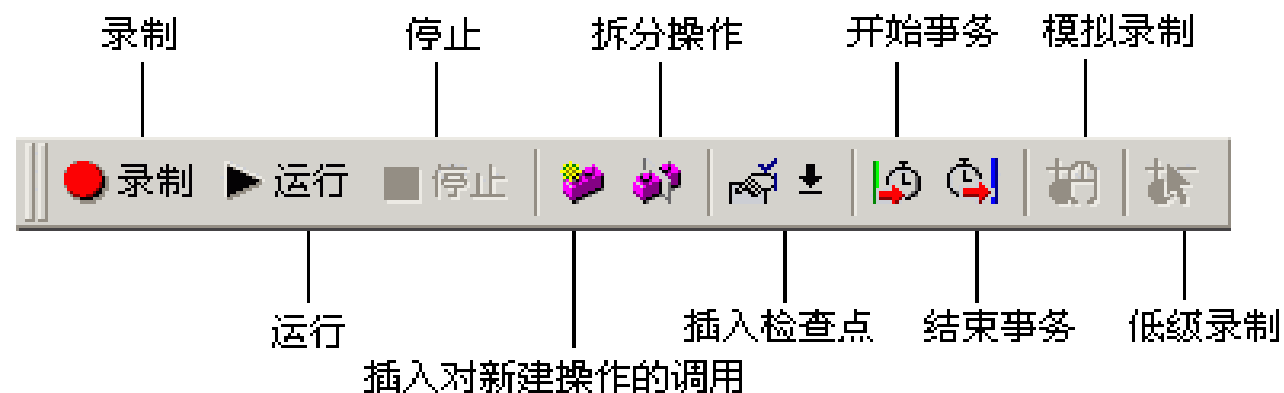 录制 停止 拆分操作 开始事务 模拟录制
录制 运行 停止
运行 插入检查点 结束事务 低级录制
插入对新建操作的调用